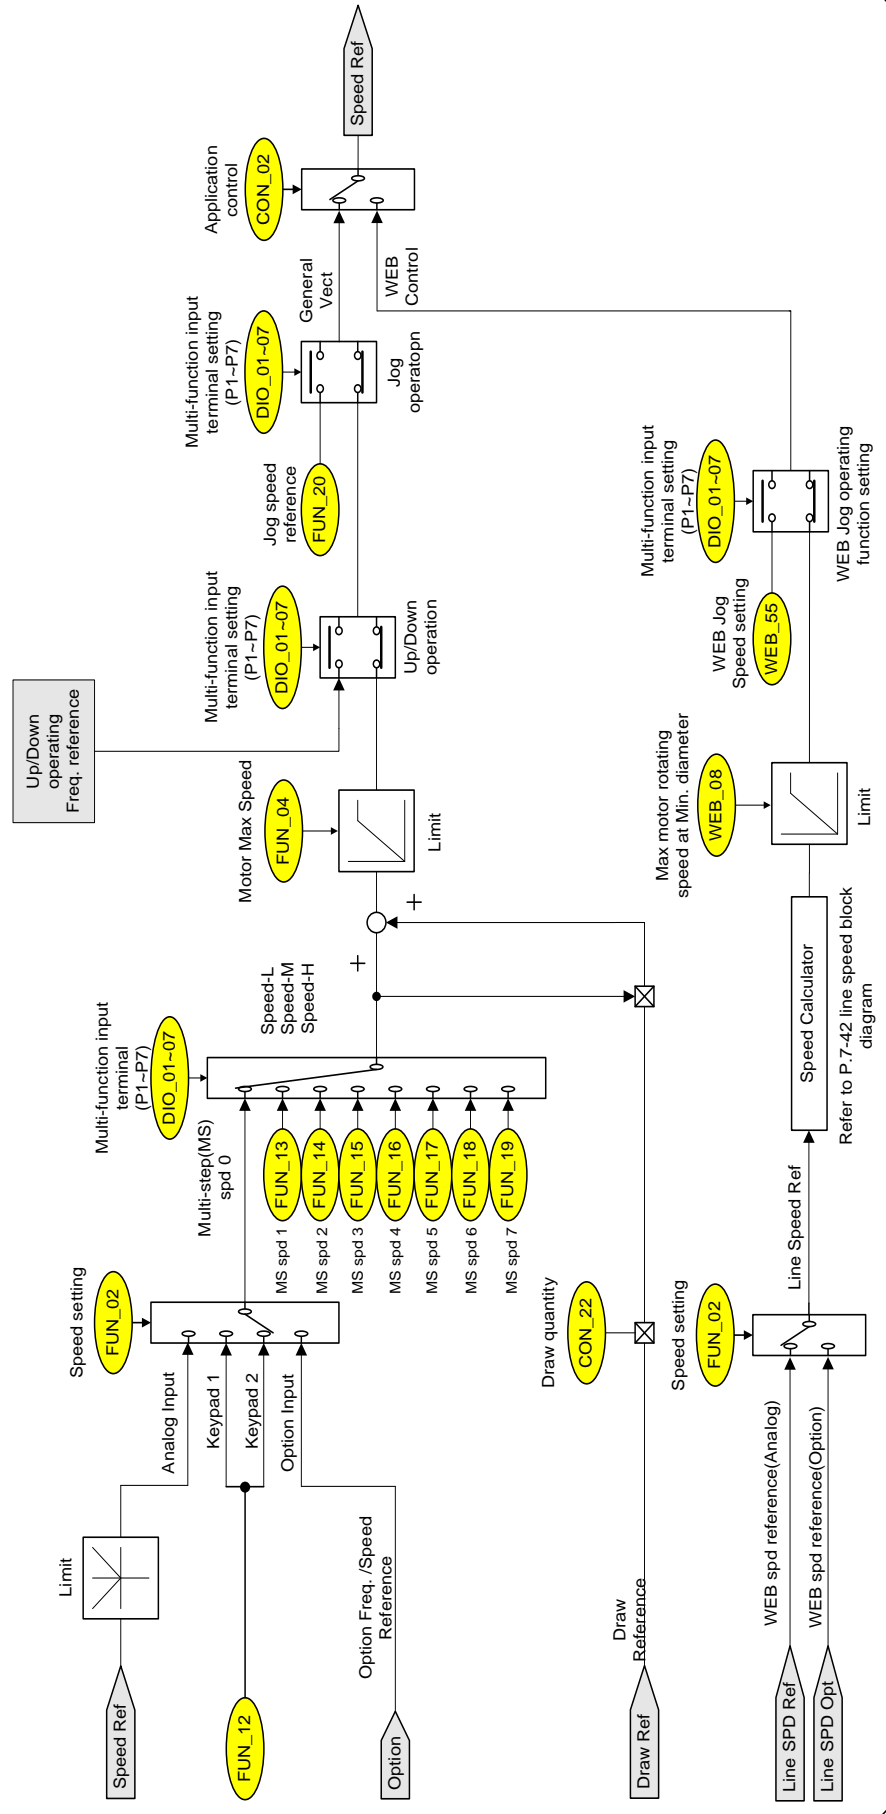 Speed Ref
Limit
Analog Input
Keypad 1
Keypad 2
Option Input
FUN_12
Option
Option Freq. /Speed
Reference
Speed setting
FUN_02
Multi-step(MS)
spd 0
MS spd 1
FUN_13
MS spd 2
FUN_14
MS spd 3
FUN_15
MS spd 4
FUN_16
MS spd 5
FUN_17
MS spd 6
FUN_18
MS spd 7
FUN_19
Multi-function input
terminal
(P1~P7)
DIO_01~07
Speed-L
Speed-M
Speed-H
+
+
Motor Max Speed
FUN_04
Limit
Up/Down
operating
Freq. reference
Multi-function input
terminal setting
(P1~P7)
DIO_01~07
Up/Down
operation
Jog speed
reference
FUN_20
Multi-function input
terminal setting
(P1~P7)
DIO_01~07
Jog
operatopn
General
Vect
WEB
Control
Application
control
CON_02
Speed Ref
Draw Ref
Draw
Reference
Draw quantity
CON_22
Line SPD Ref
Line SPD Opt
WEB spd reference(Analog)
WEB spd reference(Option)
Speed setting
FUN_02
Line Speed Ref
Speed Calculator
Refer to P.7-42 line speed block
diagram
Max motor rotating
speed at Min. diameter
WEB_08
Limit
WEB Jog
Speed setting
WEB_55
Multi-function input
terminal setting
(P1~P7)
DIO_01~07
WEB Jog operating
function setting